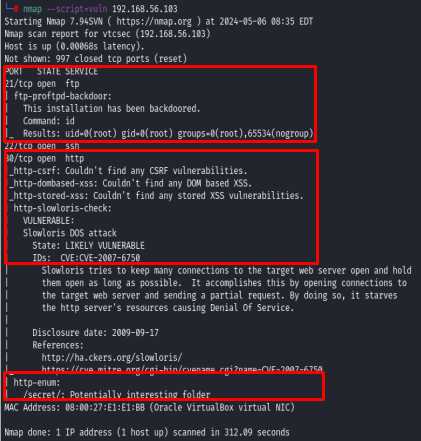 └─# nmap --script=vuln 192.168.56.103
Starting Nmap 7.94SVN ( https://nmap.org ) at 2024-05-06 08:35 EDT
Nmap scan report for vtcsec (192.168.56.103)
Host is up (0.00068s latency).
Not shown: 997 closed tcp ports (reset)
PORT   STATE SERVICE
21/tcp open  ftp
| ftp-proftpd-backdoor:
|   This installation has been backdoored.
|   Command: id
|_  Results: uid=0(root) gid=0(root) groups=0(root),65534(nogroup)
22/tcp open  ssh
80/tcp open  http
|_http-csrf: Couldn't find any CSRF vulnerabilities.
|_http-dombased-xss: Couldn't find any DOM based XSS.
|_http-stored-xss: Couldn't find any stored XSS vulnerabilities.
| http-slowloris-check:
|   VULNERABLE:
|   Slowloris DOS attack
|     State: LIKELY VULNERABLE
|     IDs:  CVE:CVE-2007-6750
|       Slowloris tries to keep many connections to the target web server open and hold
|       them open as long as possible.  It accomplishes this by opening connections to
|       the target web server and sending a partial request. By doing so, it starves
|       the http server's resources causing Denial Of Service.
|
|     Disclosure date: 2009-09-17
|     References:
|       http://ha.ckers.org/slowloris/
|_      https://cve.mitre.org/cgi-bin/cvename.cgi?name=CVE-2007-6750
| http-enum:
|_  /secret/: Potentially interesting folder
MAC Address: 08:00:27:E1:E1:BB (Oracle VirtualBox virtual NIC)
Nmap done: 1 IP address (1 host up) scanned in 312.09 seconds